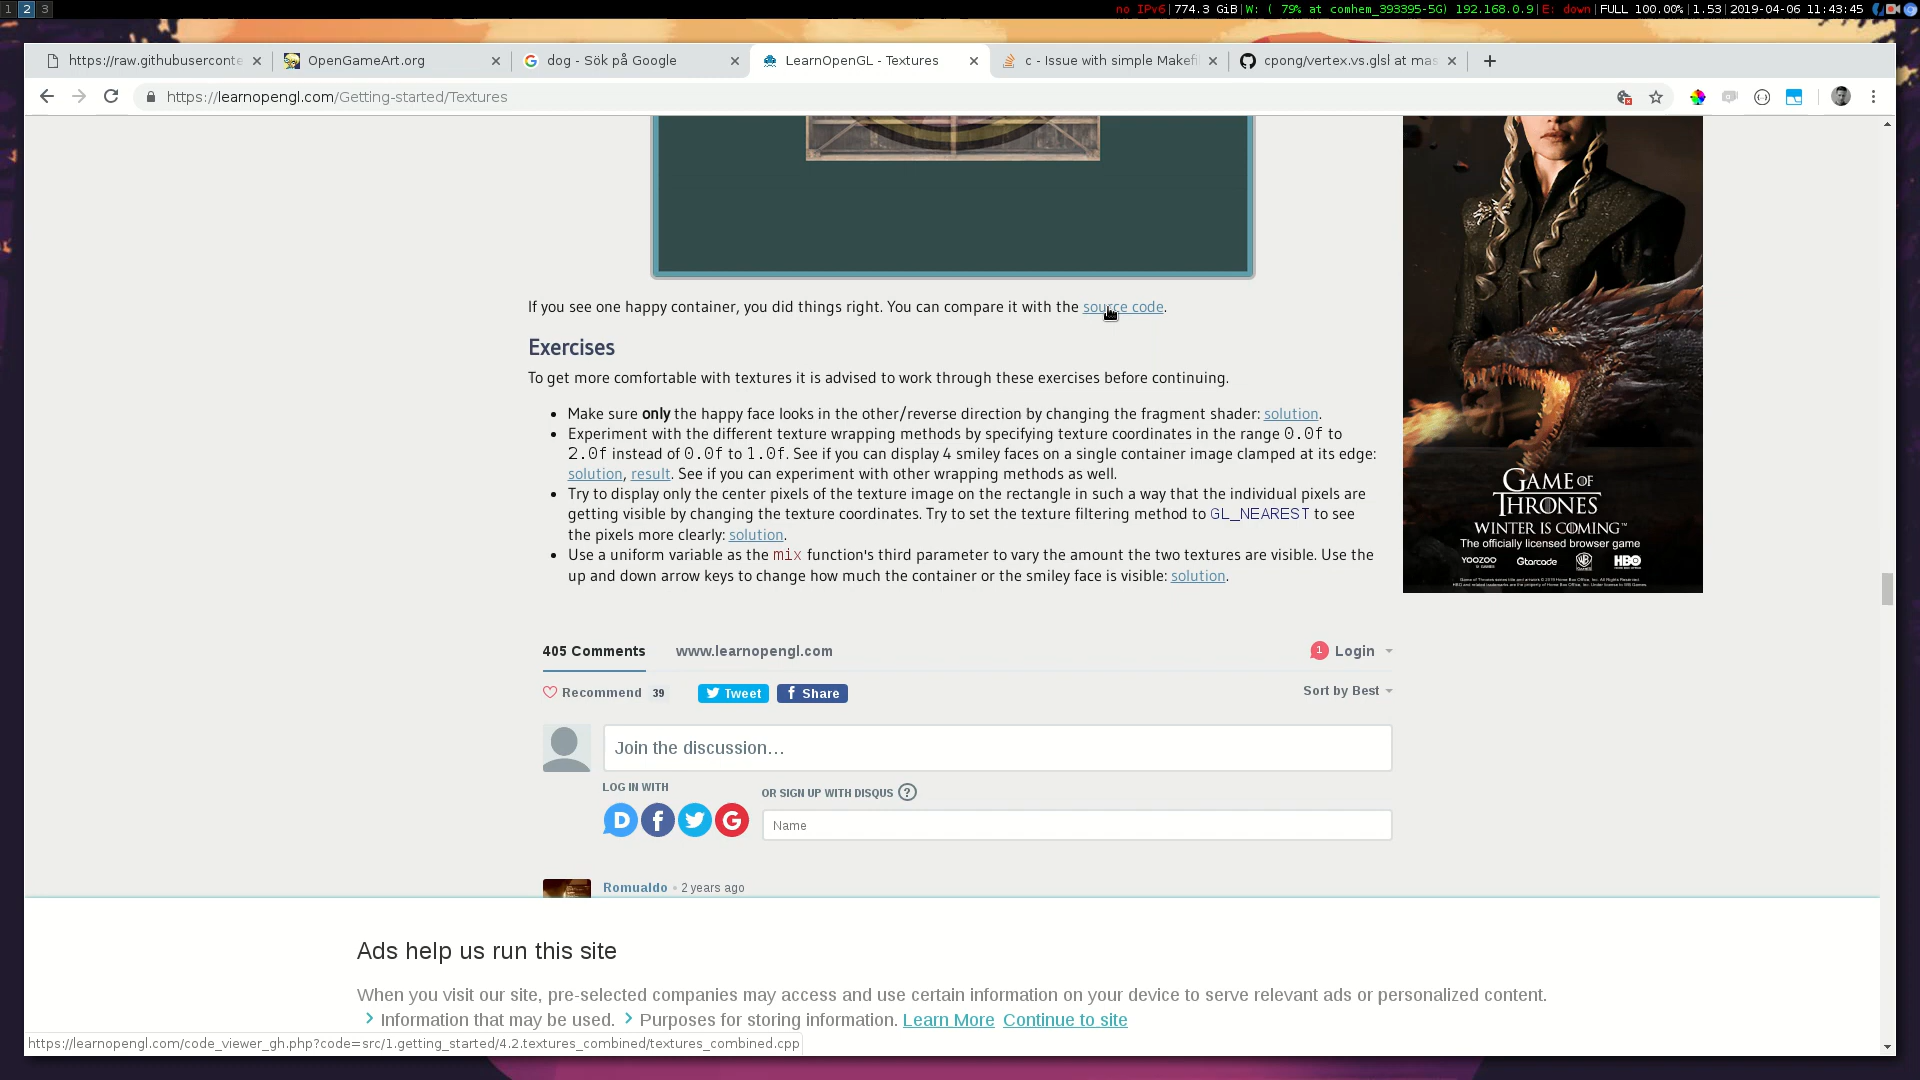 1 2 3
no IPv6|774.3 GiB|W: ( 79% at comhem_393395-5G) 192.168.0.9|E: down|FULL 100.00%|1.53|2019-04-06 11:43:45
https://raw.githubuserconte
OpenGameArt.org
dog - Sök på Google
LearnOpenGL - Textures
c - Issue with simple Makefi
cpong/vertex.vs.glsl at mas
https://learnopengl.com/Getting-started/Textures
If you see one happy container, you did things right. You can compare it with the source code.
Exercises
To get more comfortable with textures it is advised to work through these exercises before continuing.
• Make sure only the happy face looks in the other/reverse direction by changing the fragment shader: solution.
• Experiment with the different texture wrapping methods by specifying texture coordinates in the range 0.0f to
2.0f instead of 0.0f to 1.0f. See if you can display 4 smiley faces on a single container image clamped at its edge:
solution, result. See if you can experiment with other wrapping methods as well.
• Try to display only the center pixels of the texture image on the rectangle in such a way that the individual pixels are
getting visible by changing the texture coordinates. Try to set the texture filtering method to GL_NEAREST to see
the pixels more clearly: solution.
• Use a uniform variable as the mix function's third parameter to vary the amount the two textures are visible. Use the
up and down arrow keys to change how much the container or the smiley face is visible: solution.
GAME OF
THRONES
WINTER IS COMING™
The officially licensed browser game
YOOZOO GAMES Gtarcade WB HBO
405 Comments www.learnopengl.com 1 Login
Recommend 39 Tweet f Share Sort by Best
Join the discussion...
LOG IN WITH
OR SIGN UP WITH DISQUS ?
D f G
Name
Romualdo • 2 years ago
Ads help us run this site
When you visit our site, pre-selected companies may access and use certain information on your device to serve relevant ads or personalized content.
Information that may be used. Purposes for storing information. Learn More Continue to site
https://learnopengl.com/code_viewer_gh.php?code=src/1.getting_started/4.2.textures_combined/textures_combined.cpp